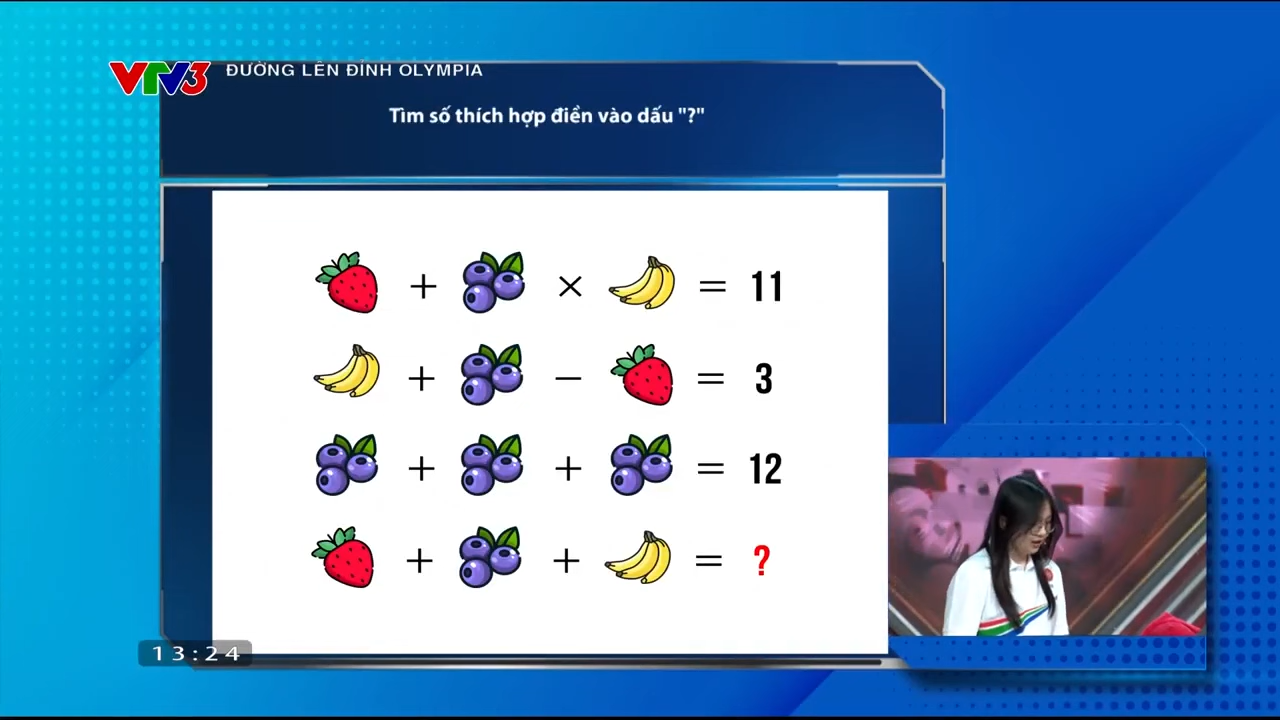 VTV3 ĐƯỜNG LÊN ĐỈNH OLYMPIA
Tìm số thích hợp điền vào dấu "?"
+ × = 11
+ − = 3
+ + = 12
+ + = ?
13:24